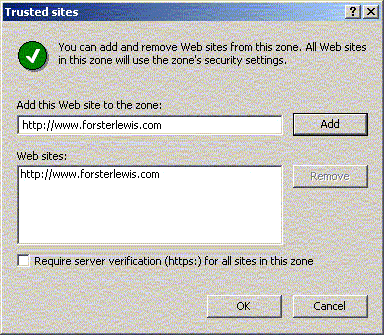 Trusted sites
You can add and remove Web sites from this zone. All Web sites
in this zone will use the zone's security settings.
Add this Web site to the zone:
http://www.forsterlewis.com
Add
Web sites:
http://www.forsterlewis.com
Remove
Require server verification (https:) for all sites in this zone
OK
Cancel